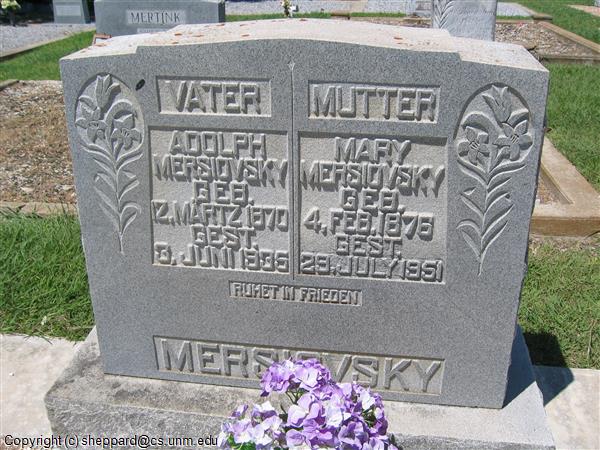 MERTINK
VATER
ADOLPH
MERSIOVSKY
GEB.
12. MÄRTZ 1870
GEST.
8. JUNI 1936
MUTTER
MARY
MERSIOVSKY
GEB.
4. FEB. 1876
GEST.
29. JULY 1951
RUHET IN FRIEDEN
MERSIOVSKY
Copyright (c) sheppard@cs.unm.edu